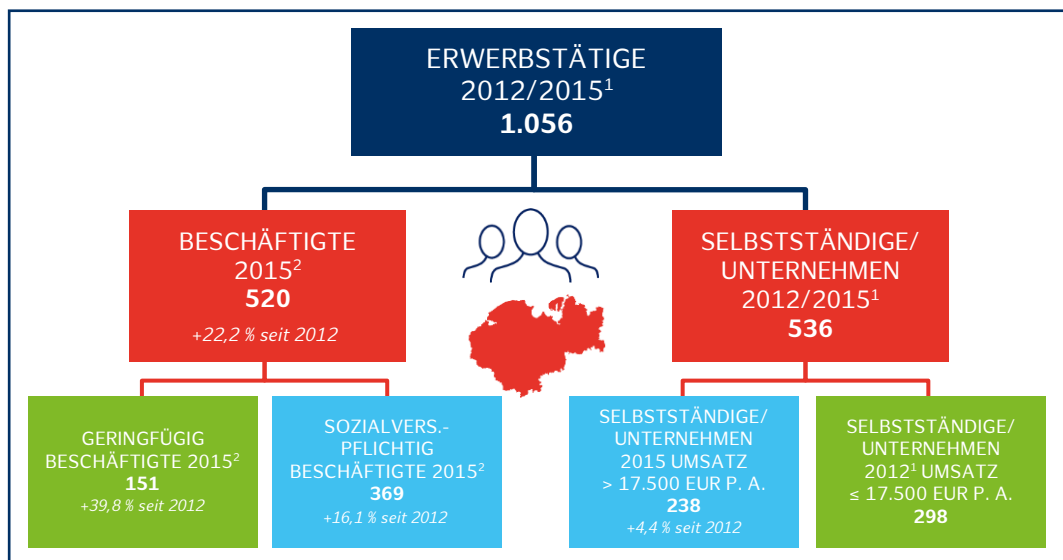 ERWERBSTÄTIGE
2012/2015¹
1.056
BESCHÄFTIGTE
2015²
520
+22,2 % seit 2012
SELBSTSTÄNDIGE/
UNTERNEHMEN
2012/2015¹
536
GERINGFÜGIG
BESCHÄFTIGTE 2015²
151
+39,8 % seit 2012
SOZIALVERS.-
PFLICHTIG
BESCHÄFTIGTE 2015²
369
+16,1 % seit 2012
SELBSTSTÄNDIGE/
UNTERNEHMEN
2015 UMSATZ
> 17.500 EUR P. A.
238
+4,4 % seit 2012
SELBSTSTÄNDIGE/
UNTERNEHMEN
2012¹ UMSATZ
≤ 17.500 EUR P. A.
298